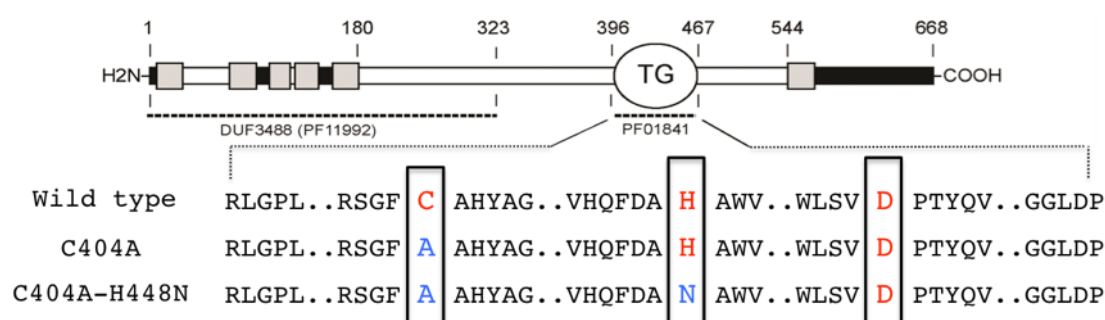 1 180 323 396 467 544 668
H2N- TG -COOH
DUF3488 (PF11992) PF01841
Wild type RLGPL..RSGF C AHYAG..VHQFDA H AWV..WLSV D PTYQV..GGLDP
C404A RLGPL..RSGF A AHYAG..VHQFDA H AWV..WLSV D PTYQV..GGLDP
C404A-H448N RLGPL..RSGF A AHYAG..VHQFDA N AWV..WLSV D PTYQV..GGLDP